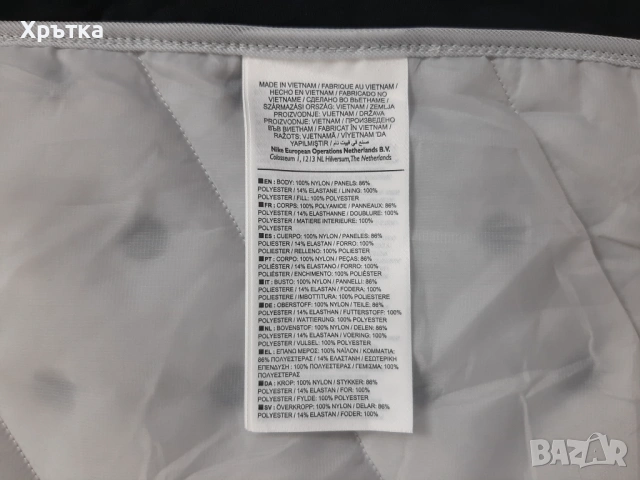 Хрътка
MADE IN VIETNAM / FABRIQUE AU VIETNAM /
HECHO EN VIETNAM / FABRICADO NO
VIETNAME / СДЕЛАНО ВО ВЬЕТНАМЕ /
SZÁRMAZÁSI ORSZÁG: VIETNAM / ZEMLJA
PROIZVODNJE: VIJETNAM / DRŽAVA
PROIZVODNJE: VIETNAM / ПРОИЗВЕДЕНО
ВЪВ ВИЕТНАМ / FABRICAT ÎN VIETNAM /
RAŽOTS: VJETNAMĀ / VİYETNAM'DA
YAPILMIŞTIR / صنع في فييت نام
Nike European Operations Netherlands B.V.
Colosseum 1, 1213 NL Hilversum, The Netherlands
EN : BODY: 100% NYLON / PANELS: 86%
POLYESTER / 14% ELASTANE / LINING: 100%
POLYESTER / FILL: 100% POLYESTER
FR : CORPS: 100% POLYAMIDE / PANNEAUX: 86%
POLYESTER / 14% ELASTHANNE / DOUBLURE: 100%
POLYESTER / MATIERE INTERIEURE: 100%
POLYESTER
ES : CUERPO: 100% NYLON / PANELES: 86%
POLIESTER / 14% ELASTAN / FORRO: 100%
POLIESTER / RELLENO: 100% POLIESTER
PT : CORPO: 100% NYLON / PEÇAS: 86%
POLIÉSTER / 14% ELASTANO / FORRO: 100%
POLIÉSTER / ENCHIMENTO: 100% POLIÉSTER
IT : BUSTO: 100% NYLON / PANNELLI: 86%
POLIESTERE / 14% ELASTAN / FODERA: 100%
POLIESTERE / IMBOTTITURA: 100% POLIESTERE
DE : OBERSTOFF: 100% NYLON / TEILE: 86%
POLYESTER / 14% ELASTHAN / FUTTERSTOFF: 100%
POLYESTER / WATTIERUNG: 100% POLYESTER
NL : BOVENSTOF: 100% NYLON / DELEN: 86%
POLYESTER / 14% ELASTAAN / VOERING: 100%
POLYESTER / VULSEL: 100% POLYESTER
EL : ΕΠΑΝΩ ΜΕΡΟΣ: 100% ΝΑΪΛΟΝ / ΚΟΜΜΑΤΙΑ:
86% ΠΟΛΥΕΣΤΕΡΑΣ / 14% ΕΛΑΣΤΑΝΗ / ΕΣΩΤΕΡΙΚΗ
ΕΠΕΝΔΥΣΗ : 100% ΠΟΛΥΕΣΤΕΡΑΣ / ΓΕΜΙΣΜΑ: 100%
ΠΟΛΥΕΣΤΕΡΑΣ
DA : KROP: 100% NYLON / STYKKER: 86%
POLYESTER / 14% ELASTAN / FOR: 100%
POLYESTER / FYLDE: 100% POLYESTER
SV : ÖVERKROPP: 100% NYLON / DELAR: 86%
POLYESTER / 14% ELASTAN / FODER: 100%
BAZAR